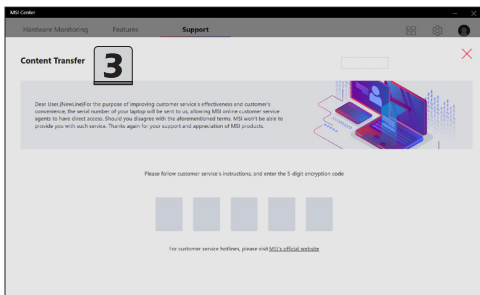 MSI Center
Hardware Monitoring Features Support
Content Transfer
3
Dear User,(NewLine)For the purpose of improving customer service's effectiveness and customer's
convenience, the serial number of your laptop will be sent to us, allowing MSI online customer service
agents to have direct access. Should you disagree with the aforementioned terms, MSI won't be able to
provide you with such service. Thanks again for your support and appreciation of MSI products.
Please follow customer service's instructions, and enter the 5-digit encryption code
For customer service hotlines, please visit MSI's official website